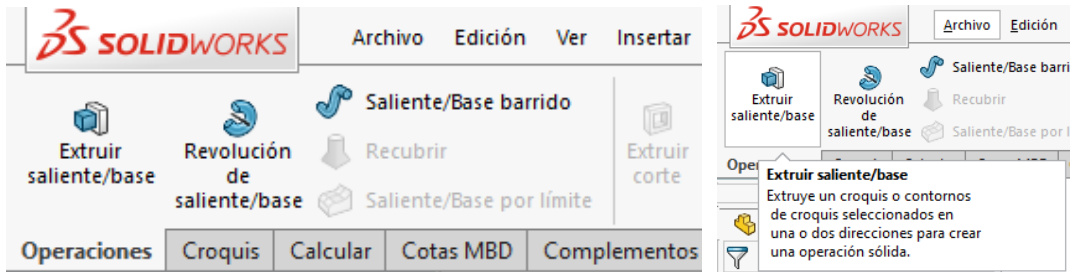 SOLIDWORKS Archivo Edición Ver Insertar
Saliente/Base barrido
Extruir saliente/base
Revolución de saliente/base
Recubrir
Saliente/Base por límite
Extruir corte
Operaciones Croquis Calcular Cotas MBD Complementos
SOLIDWORKS Archivo Edición
Saliente/Base barri
Extruir saliente/base
Revolución de saliente/base
Recubrir
Saliente/Base por l
Ope
Extruir saliente/base
Extruye un croquis o contornos
de croquis seleccionados en
una o dos direcciones para crear
una operación sólida.